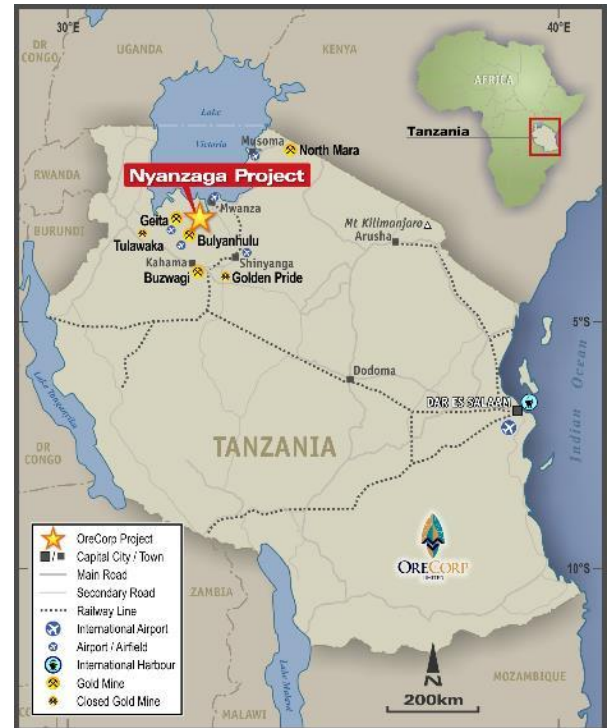 30°E
40°E
DR
CONGO
UGANDA
KENYA
AFRICA
Tanzania
Lake
Victoria
Musoma
North Mara
RWANDA
Nyanzaga Project
Mwanza
Geita
BURUNDI
Tulawaka
Bulyanhulu
Mt Kilimanjaro
Arusha
Kahama
Shinyanga
Buzwagi
Golden Pride
5°S
Lake Tanganyika
Dodoma
DAR ES SALAAM
Indian Ocean
DR
CONGO
TANZANIA
ORECORP
LIMITED
10°S
ZAMBIA
Lake Malawi
MALAWI
MOZAMBIQUE
N
200km
OreCorp Project
/ Capital City / Town
Main Road
Secondary Road
Railway Line
International Airport
Airport / Airfield
International Harbour
Gold Mine
Closed Gold Mine